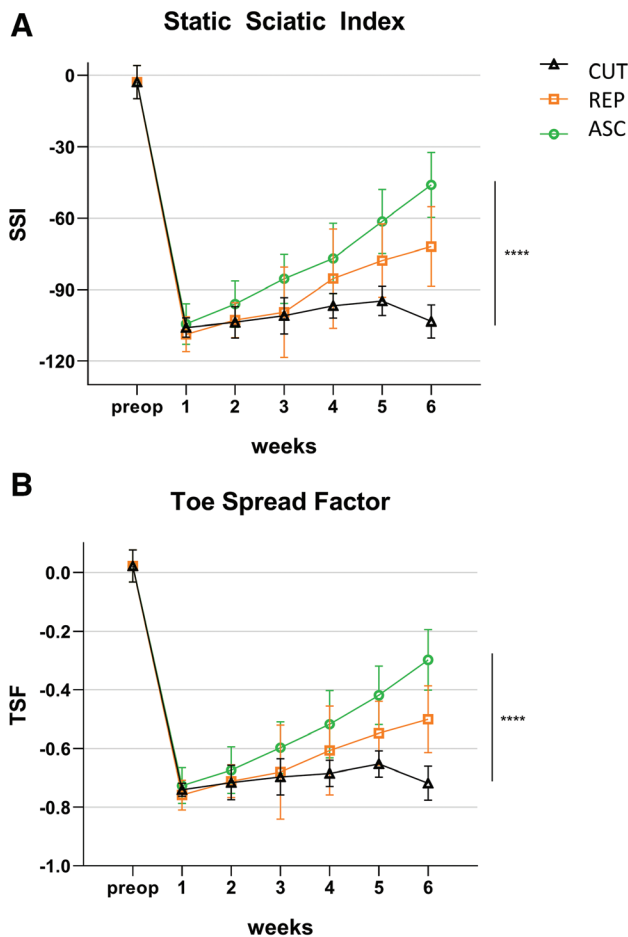 A
Static Sciatic Index
CUT
REP
ASC
SSI
0
-30
-60
-90
-120
****
preop 1 2 3 4 5 6
weeks
B
Toe Spread Factor
TSF
0.0
-0.2
-0.4
-0.6
-0.8
-1.0
****
preop 1 2 3 4 5 6
weeks